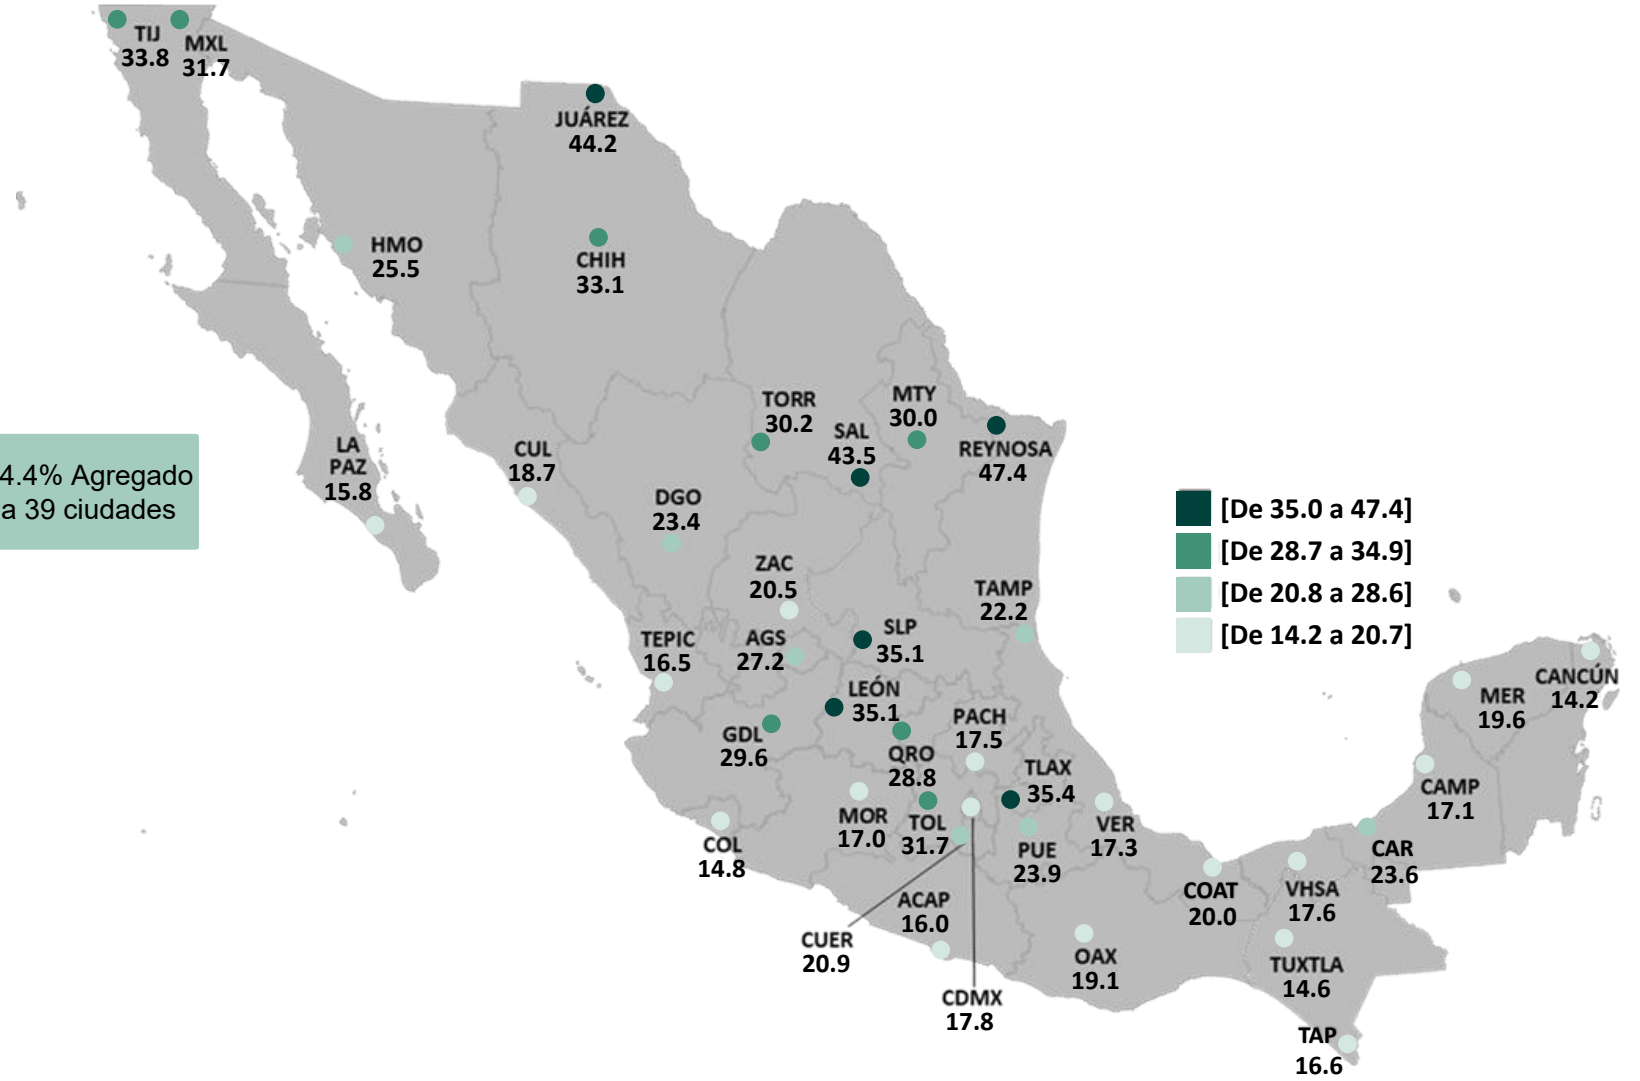 TIJ
33.8
MXL
31.7
JUÁREZ
44.2
HMO
25.5
CHIH
33.1
TORR
30.2
MTY
30.0
SAL
43.5
REYNOSA
47.4
LA
PAZ
15.8
CUL
18.7
4.4% Agregado
a 39 ciudades
DGO
23.4
[De 35.0 a 47.4]
[De 28.7 a 34.9]
[De 20.8 a 28.6]
[De 14.2 a 20.7]
ZAC
20.5
TAMP
22.2
TEPIC
16.5
AGS
27.2
SLP
35.1
LEÓN
35.1
CANCÚN
14.2
MER
19.6
GDL
29.6
PACH
17.5
QRO
28.8
TLAX
35.4
CAMP
17.1
MOR
17.0
TOL
31.7
VER
17.3
COL
14.8
PUE
23.9
CAR
23.6
COAT
20.0
VHSA
17.6
ACAP
16.0
CUER
20.9
OAX
19.1
TUXTLA
14.6
CDMX
17.8
TAP
16.6